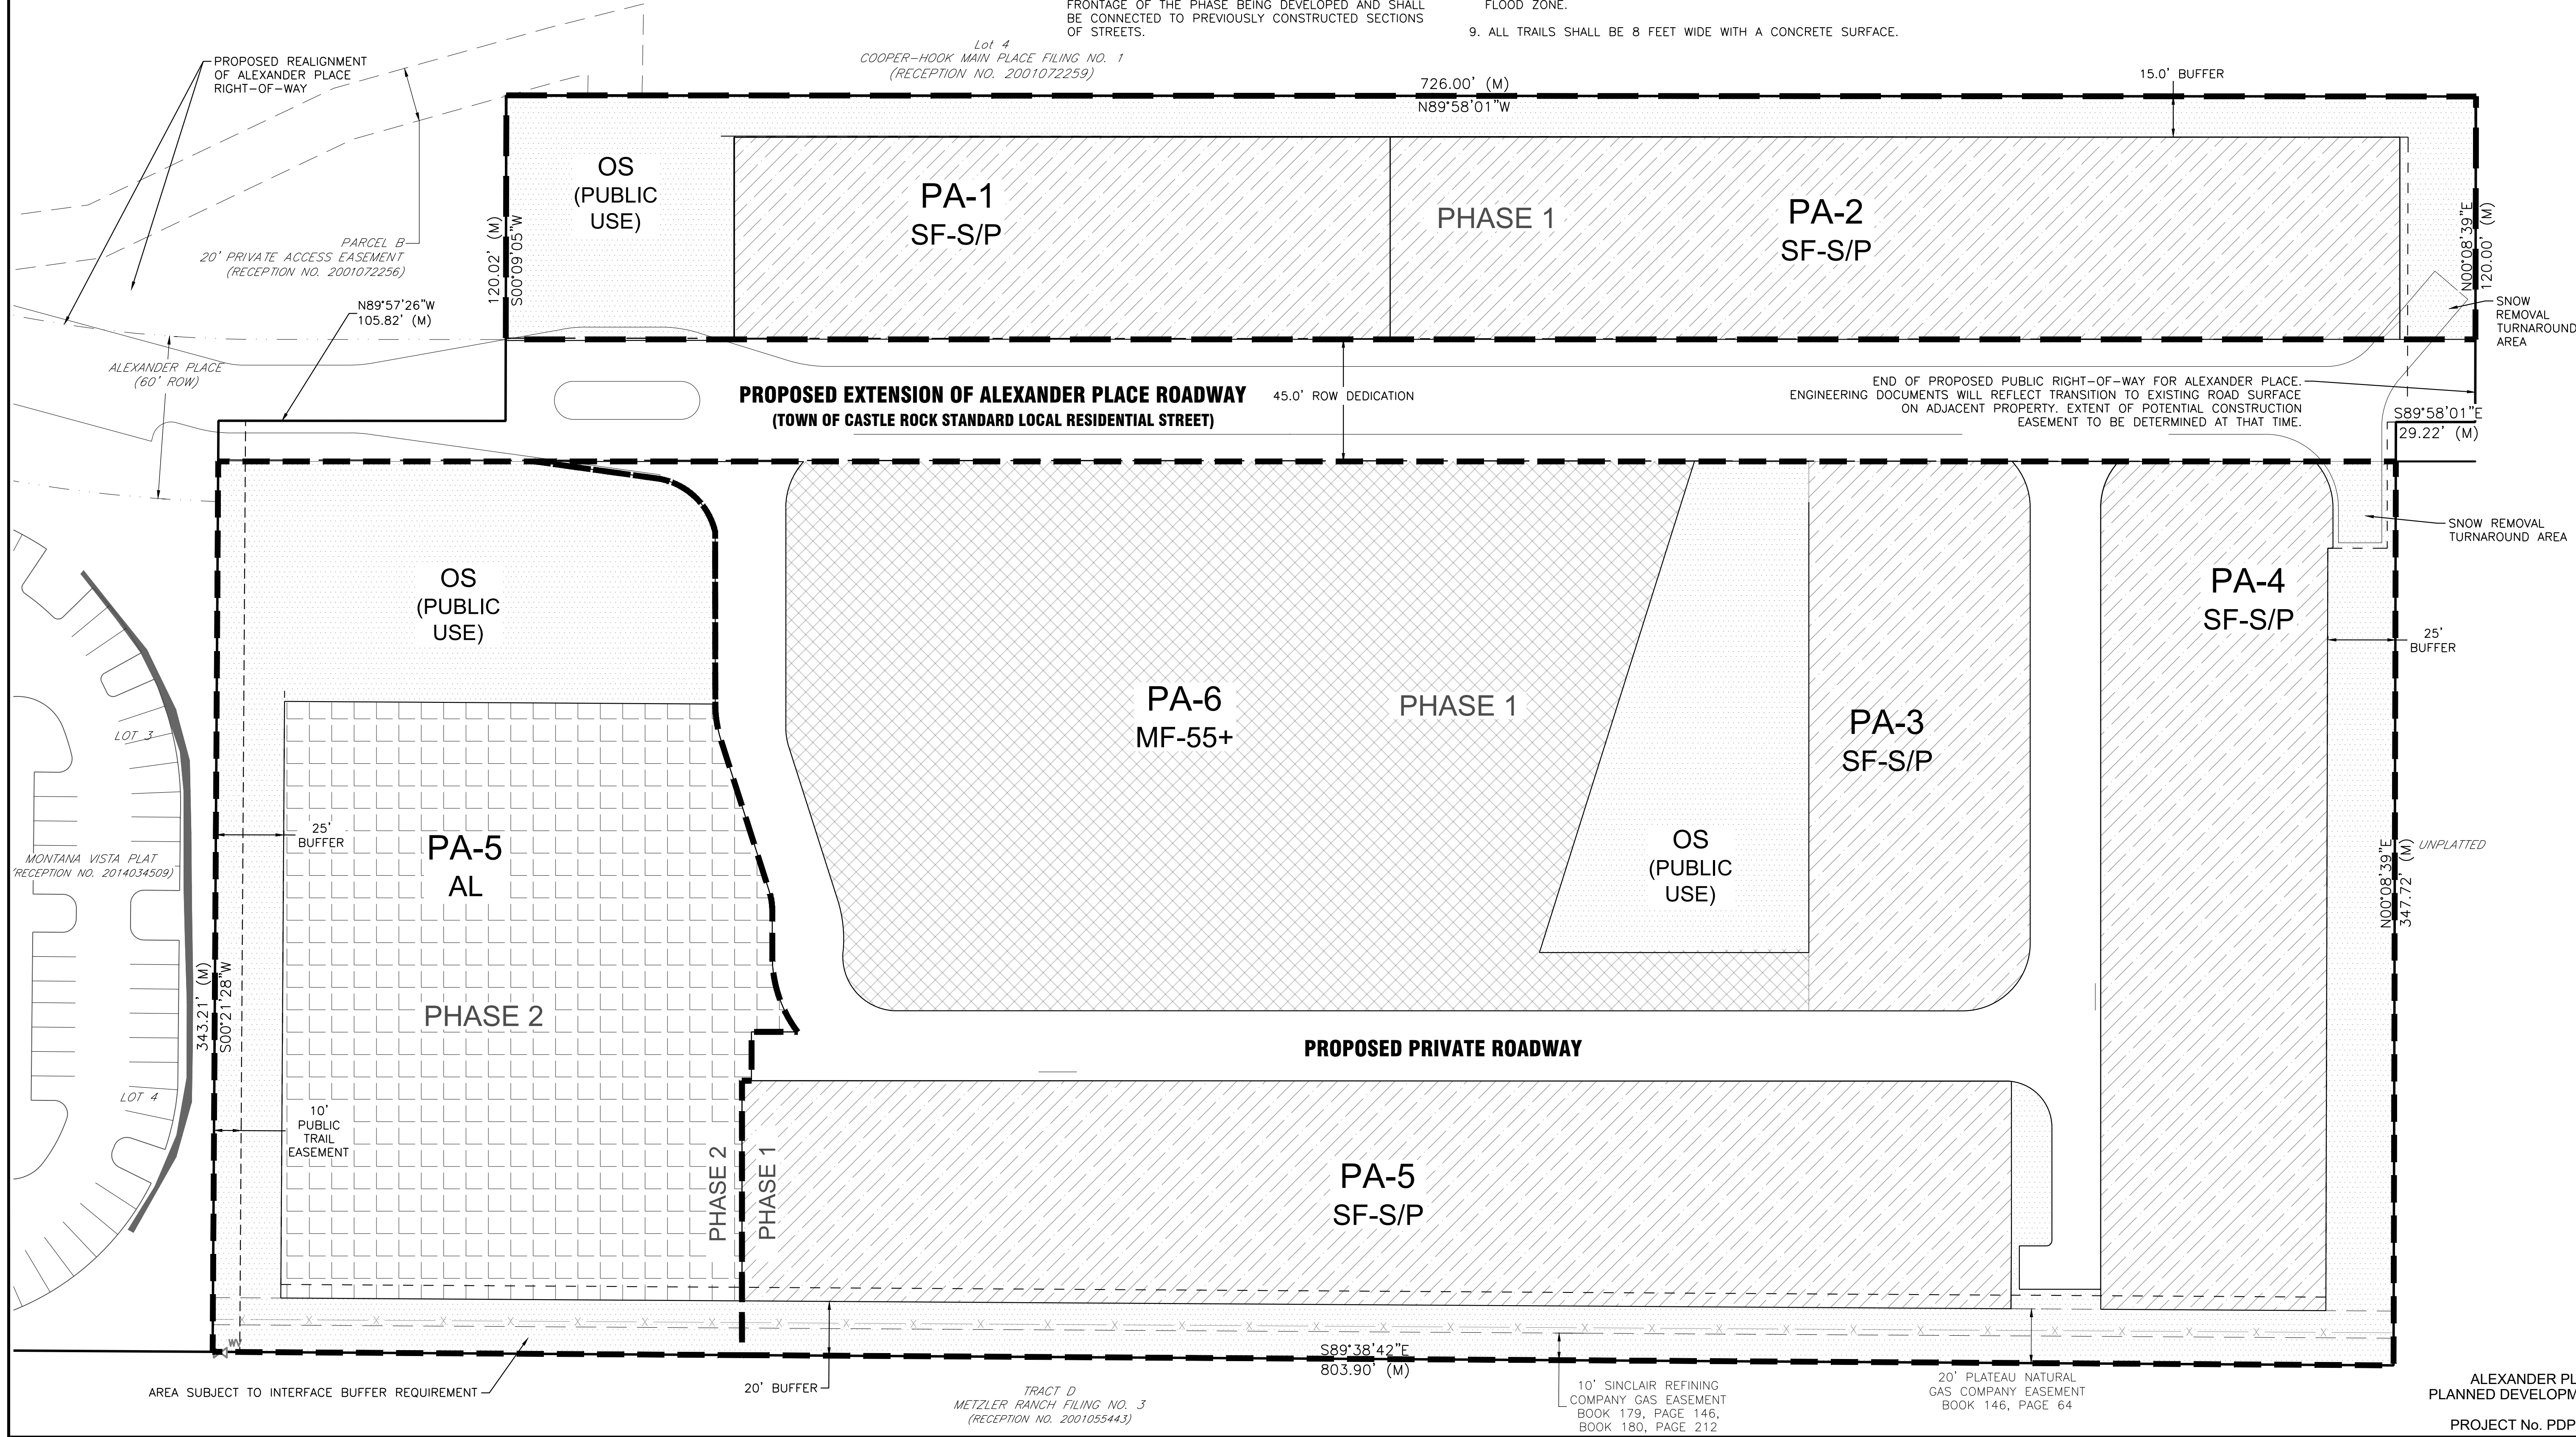 FRONTAGE OF THE PHASE BEING DEVELOPED AND SHALL
BE CONNECTED TO PREVIOUSLY CONSTRUCTED SECTIONS
OF STREETS.
FLOOD ZONE.
9. ALL TRAILS SHALL BE 8 FEET WIDE WITH A CONCRETE SURFACE.
Lot 4
COOPER-HOOK MAIN PLACE FILING NO. 1
(RECEPTION NO. 2001072259)
PROPOSED REALIGNMENT
OF ALEXANDER PLACE
RIGHT-OF-WAY
726.00' (M)
N89°58'01"W
15.0' BUFFER
OS
(PUBLIC
USE)
PA-1
SF-S/P
PHASE 1
PA-2
SF-S/P
120.02' (M)
S00°09'05"W
N00°08'39"E
120.00' (M)
PARCEL B
20' PRIVATE ACCESS EASEMENT
(RECEPTION NO. 2001072256)
N89°57'26"W
105.82' (M)
SNOW
REMOVAL
TURNAROUND
AREA
ALEXANDER PLACE
(60' ROW)
PROPOSED EXTENSION OF ALEXANDER PLACE ROADWAY
(TOWN OF CASTLE ROCK STANDARD LOCAL RESIDENTIAL STREET)
45.0' ROW DEDICATION
END OF PROPOSED PUBLIC RIGHT-OF-WAY FOR ALEXANDER PLACE.
ENGINEERING DOCUMENTS WILL REFLECT TRANSITION TO EXISTING ROAD SURFACE
ON ADJACENT PROPERTY. EXTENT OF POTENTIAL CONSTRUCTION
EASEMENT TO BE DETERMINED AT THAT TIME.
S89°58'01"E
29.22' (M)
SNOW REMOVAL
TURNAROUND AREA
OS
(PUBLIC
USE)
PA-4
SF-S/P
25'
BUFFER
PA-6
MF-55+
PHASE 1
PA-3
SF-S/P
LOT 3
25'
BUFFER
PA-5
AL
OS
(PUBLIC
USE)
MONTANA VISTA PLAT
(RECEPTION NO. 2014034509)
UNPLATTED
N00°08'39"E
347.72' (M)
343.21' (M)
S00°21'28"W
PHASE 2
PROPOSED PRIVATE ROADWAY
LOT 4
10'
PUBLIC
TRAIL
EASEMENT
PHASE 2
PHASE 1
PA-5
SF-S/P
X X X X X X X X X X X X X X X X X X X X X X X X X X X X X X X
WV
S89°38'42"E
803.90' (M)
AREA SUBJECT TO INTERFACE BUFFER REQUIREMENT
20' BUFFER
TRACT D
METZLER RANCH FILING NO. 3
(RECEPTION NO. 2001055443)
10' SINCLAIR REFINING
COMPANY GAS EASEMENT
BOOK 179, PAGE 146,
BOOK 180, PAGE 212
20' PLATEAU NATURAL
GAS COMPANY EASEMENT
BOOK 146, PAGE 64
ALEXANDER PL
PLANNED DEVELOPM
PROJECT No. PDP